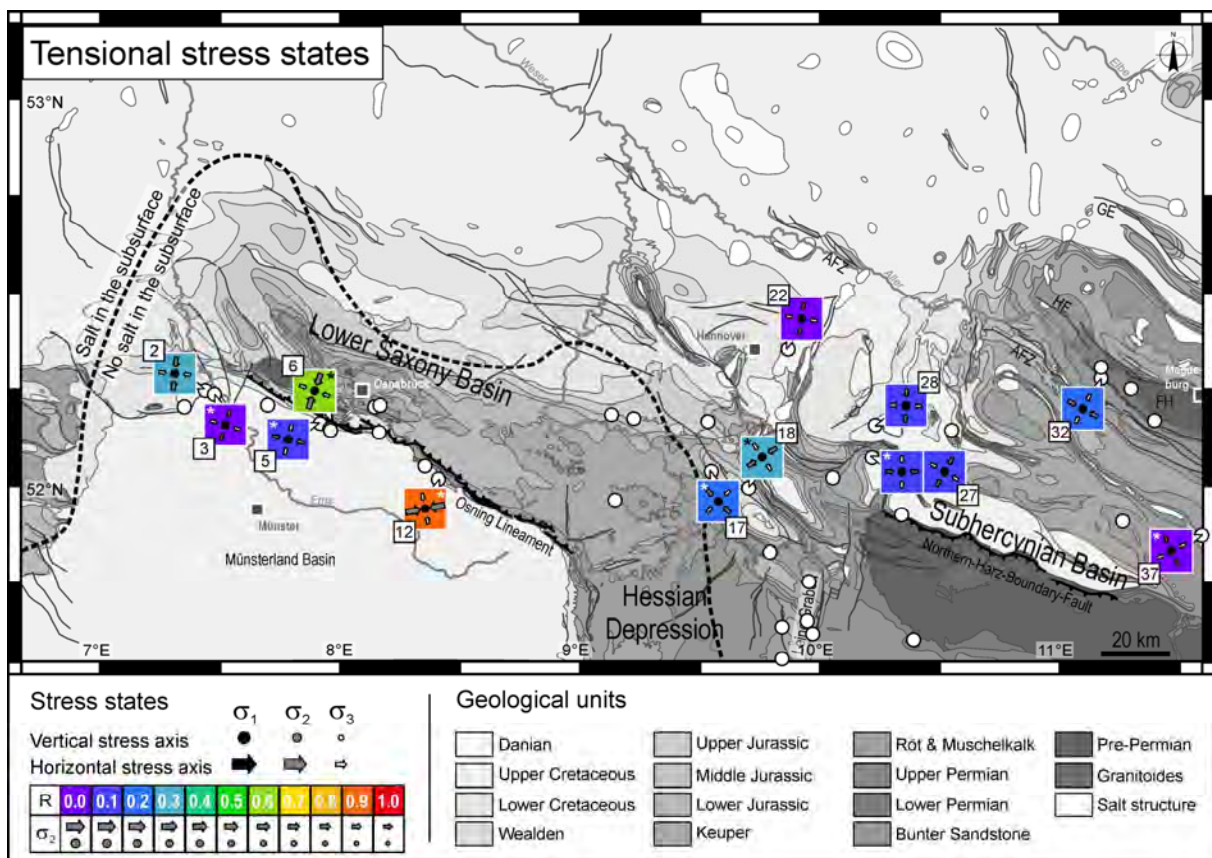 Tensional stress states
N
53°N
Weser
Elbe
Salt in the subsurface
No salt in the subsurface
GE
AFZ
Aller
HF
22
Hannover
Lower Saxony Basin
2
6
*
Osnabrück
AFZ
Magde
burg
FH
28
32
3
*
5
*
18
*
52°N
Ems
12
*
Osning Lineament
17
*
*
27
Subhercynian Basin
Münster
Münsterland Basin
Northern-Harz-Boundary-Fault
37
*
Hessian
Depression
7°E
8°E
9°E
10°E
11°E
20 km
Stress states
σ1 σ2 σ3
Vertical stress axis
Horizontal stress axis
R 0.0 0.1 0.2 0.3 0.4 0.5 0.6 0.7 0.8 0.9 1.0
σ2
Geological units
Danian
Upper Cretaceous
Lower Cretaceous
Wealden
Upper Jurassic
Middle Jurassic
Lower Jurassic
Keuper
Röt & Muschelkalk
Upper Permian
Lower Permian
Bunter Sandstone
Pre-Permian
Granitoides
Salt structure